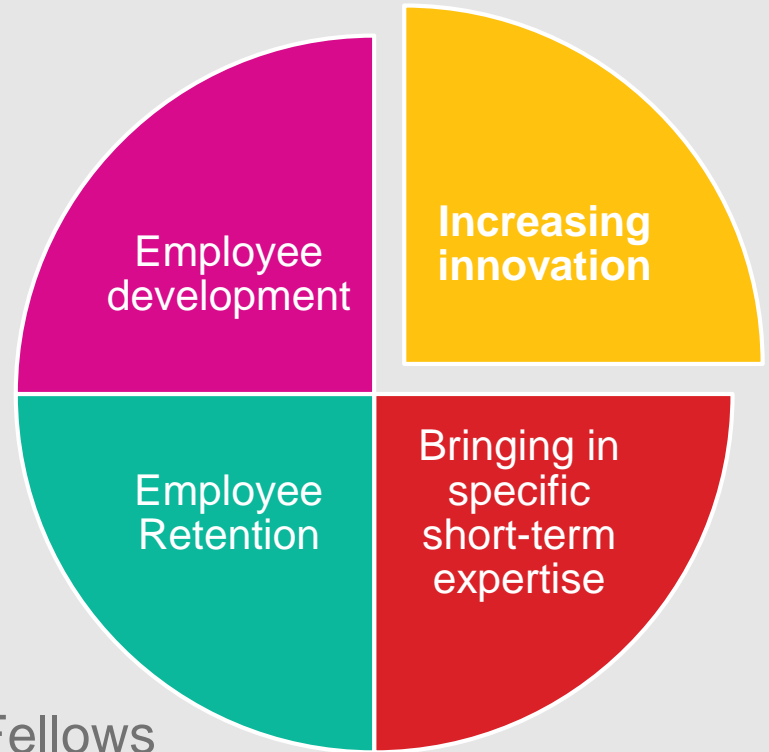 Employee
development
Increasing
innovation
Employee
Retention
Bringing in
specific
short-term
expertise
Fellows